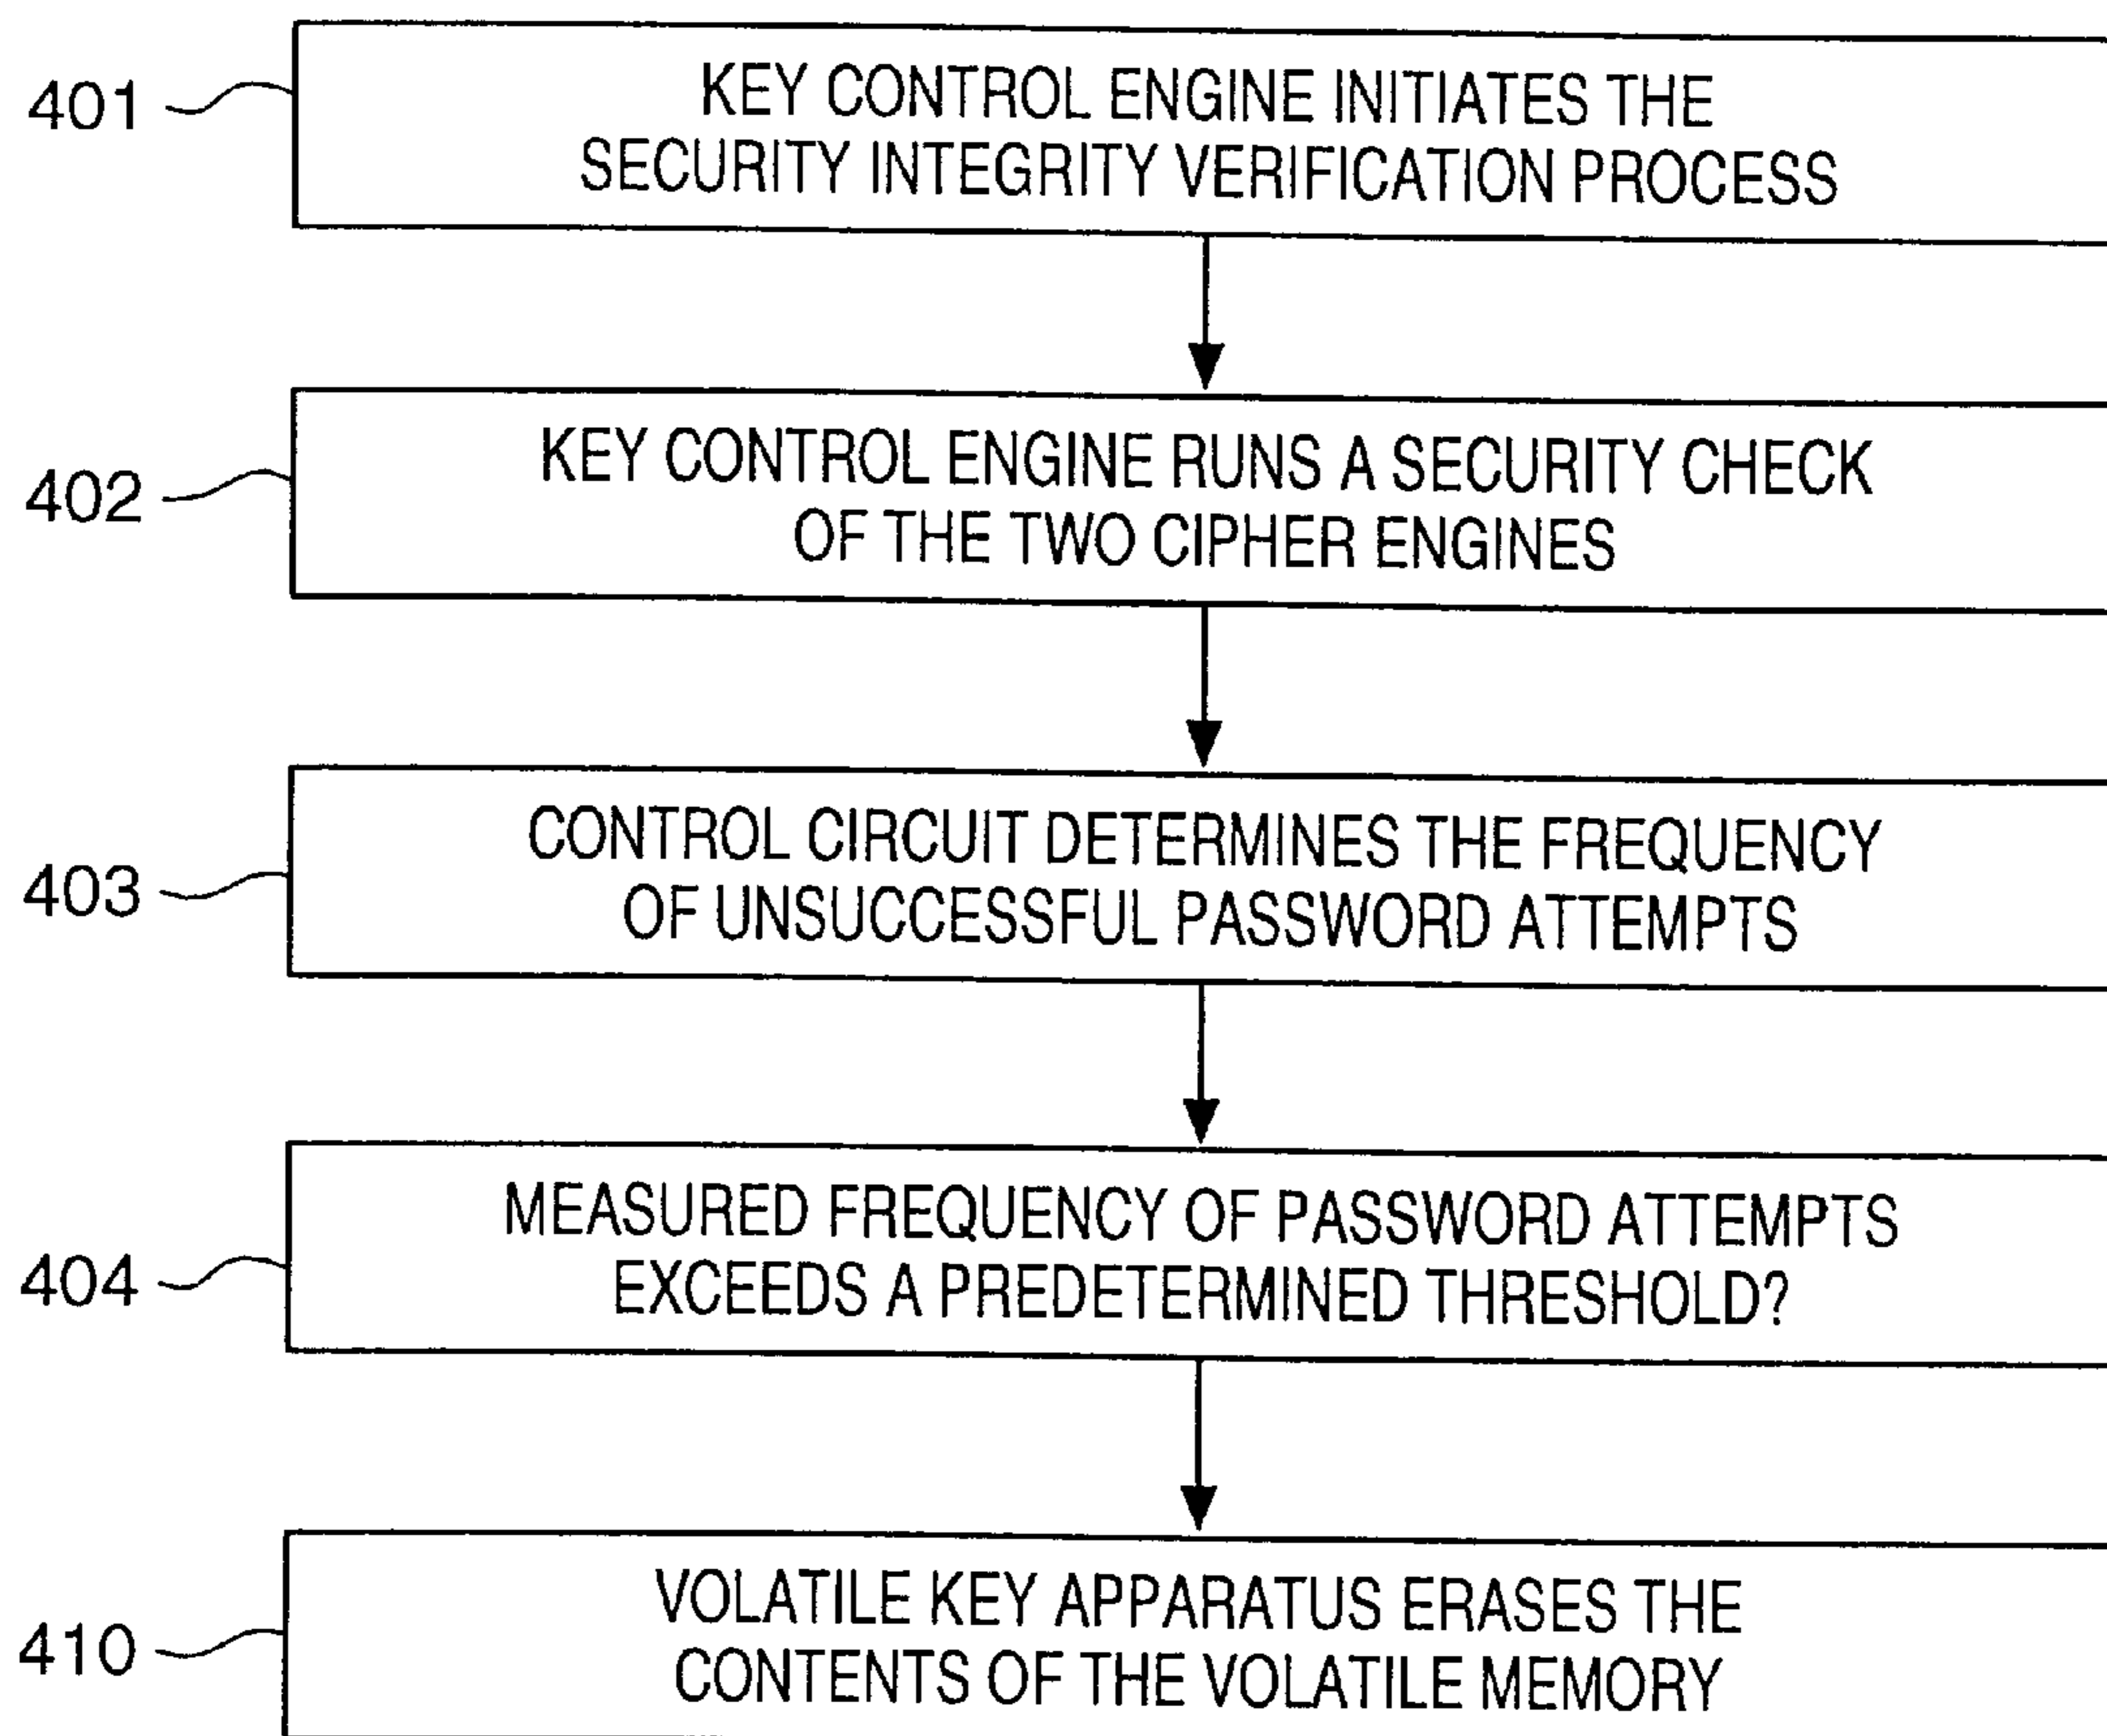 401
KEY CONTROL ENGINE INITIATES THE
SECURITY INTEGRITY VERIFICATION PROCESS
402
KEY CONTROL ENGINE RUNS A SECURITY CHECK
OF THE TWO CIPHER ENGINES
403
CONTROL CIRCUIT DETERMINES THE FREQUENCY
OF UNSUCCESSFUL PASSWORD ATTEMPTS
404
MEASURED FREQUENCY OF PASSWORD ATTEMPTS
EXCEEDS A PREDETERMINED THRESHOLD?
410
VOLATILE KEY APPARATUS ERASES THE
CONTENTS OF THE VOLATILE MEMORY